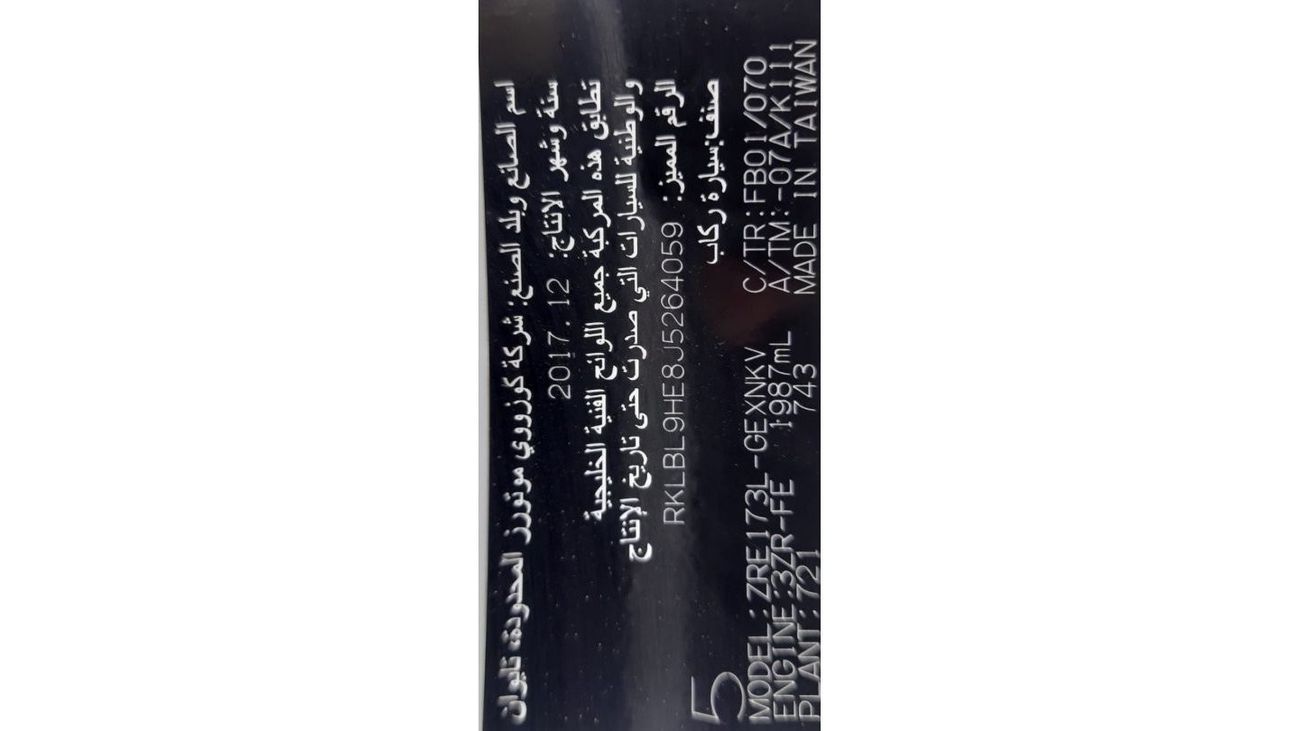 اسم الصانع وبلد الصنع: شركة كوزووي موتورز المحدودة، تايوان
سنة وشهر الانتاج: 2017.12
تطابق هذه المركبة جميع اللوائح الفنية الخليجية
والوطنية للسيارات التي صدرت حتى تاريخ الإنتاج
الرقم المميز: RKLBL9HE8J5264059
صنف:سيارة ركاب
5
MODEL:ZRE173L-GEXNKV C/TR:FB01/070
ENGINE:3ZR-FE 1987mL A/TM:-07A/K111
PLANT:721 743 MADE IN TAIWAN